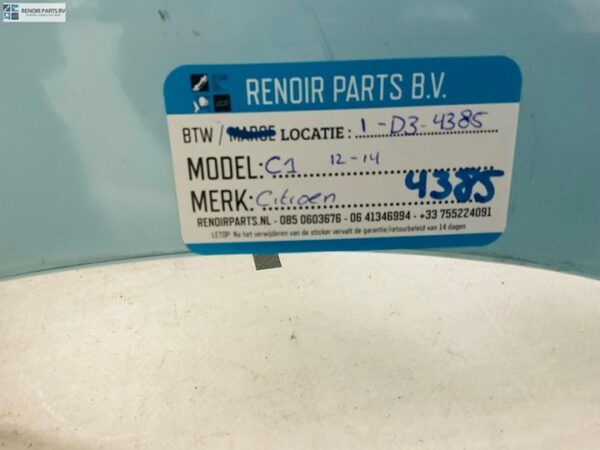 RENOIR PARTS BV
RENOIR PARTS B.V.
BTW / MARGE LOCATIE : 1-D3-4385
MODEL: C1 12-14
MERK: Citroen 4385
RENOIRPARTS.NL - 085 0603676 - 06 41346994 - +33 755224091
LETOP: Na het verwijderen van de sticker vervalt de garantie/retourbeleid van 14 dagen